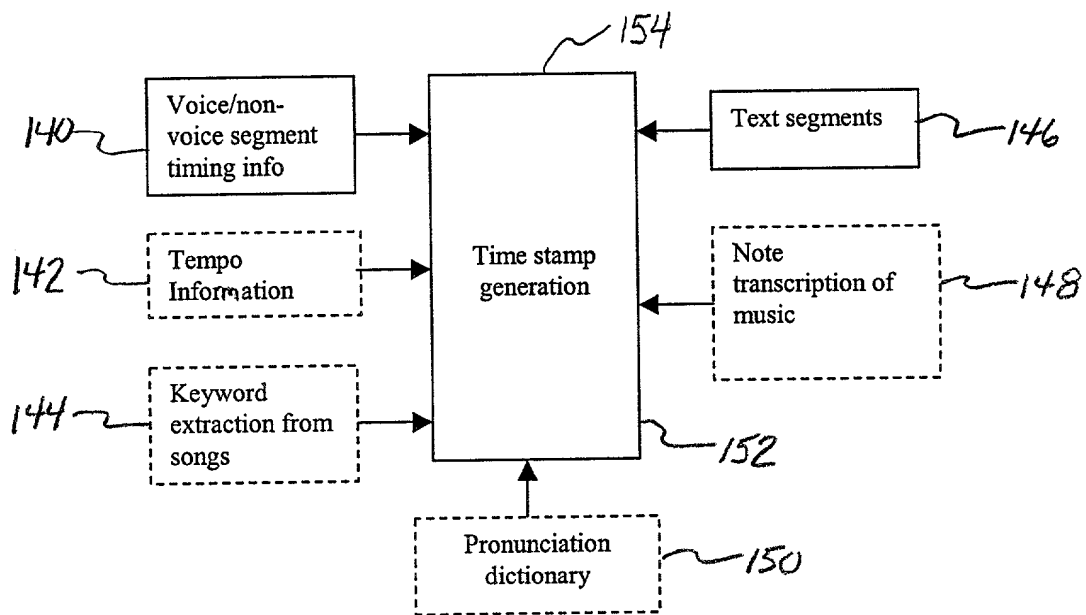 154
Voice/non-
voice segment
timing info
140
Text segments
146
Tempo
Information
142
Time stamp
generation
Note
transcription of
music
148
Keyword
extraction from
songs
144
152
Pronunciation
dictionary
150